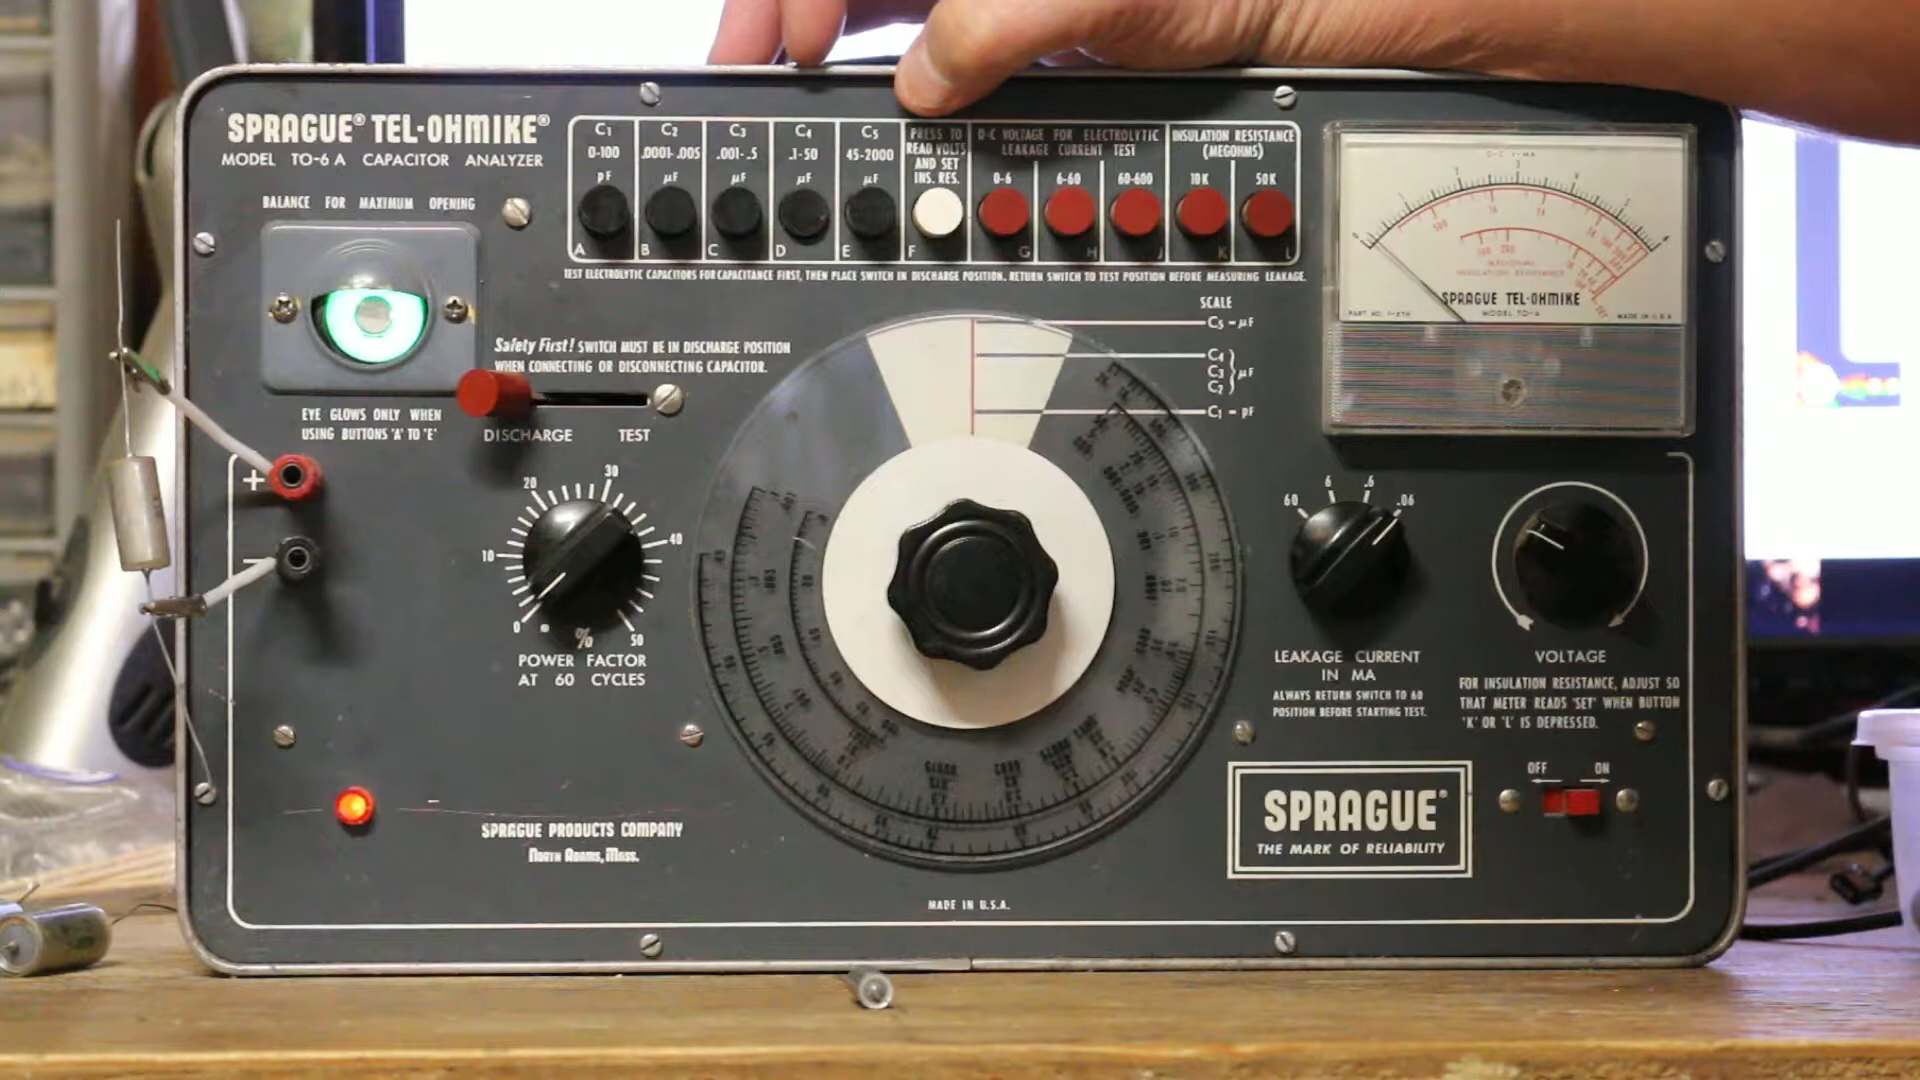 SPRAGUE® TEL-OHMIKE®
MODEL TO-6 A CAPACITOR ANALYZER
BALANCE FOR MAXIMUM OPENING
EYE GLOWS ONLY WHEN
USING BUTTONS 'A' TO 'E'
C1
0-100
pF
A
C2
.0001-.005
µF
B
C3
.001-.5
µF
C
C4
.1-50
µF
D
C5
45-2000
µF
E
PRESS TO
READ VOLTS
AND SET
INS. RES.
F
D-C VOLTAGE FOR ELECTROLYTIC
LEAKAGE CURRENT TEST
0-6
6-60
60-600
G
H
J
INSULATION RESISTANCE
(MEGOHMS)
10K
50K
K
L
TEST ELECTROLYTIC CAPACITORS FOR CAPACITANCE FIRST, THEN PLACE SWITCH IN DISCHARGE POSITION. RETURN SWITCH TO TEST POSITION BEFORE MEASURING LEAKAGE.
Safety First! SWITCH MUST BE IN DISCHARGE POSITION
WHEN CONNECTING OR DISCONNECTING CAPACITOR.
DISCHARGE TEST
SCALE
C5 - µF
C4
C3 } µF
C2
C1 - pF
D-C V-MA
MEGOHMS
INSULATION RESISTANCE
SPRAGUE TEL-OHMIKE
MADE IN U.S.A.
+
−
0
10
20
30
40
50
%
POWER FACTOR
AT 60 CYCLES
60
6
.6
.06
LEAKAGE CURRENT
IN MA
ALWAYS RETURN SWITCH TO 60
POSITION BEFORE STARTING TEST.
VOLTAGE
FOR INSULATION RESISTANCE, ADJUST SO
THAT METER READS 'SET' WHEN BUTTON
'K' OR 'L' IS DEPRESSED.
OFF ON
SPRAGUE®
THE MARK OF RELIABILITY
SPRAGUE PRODUCTS COMPANY
NORTH ADAMS, MASS.
MADE IN U.S.A.